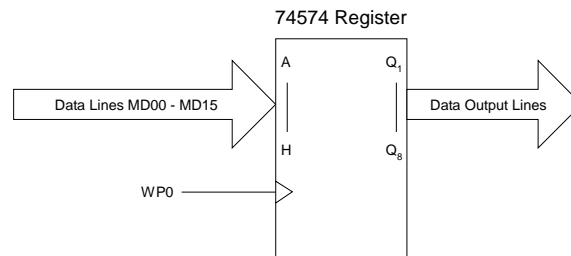 74574 Register
A
Q1
Data Lines MD00 - MD15
Data Output Lines
H
Q8
WP0